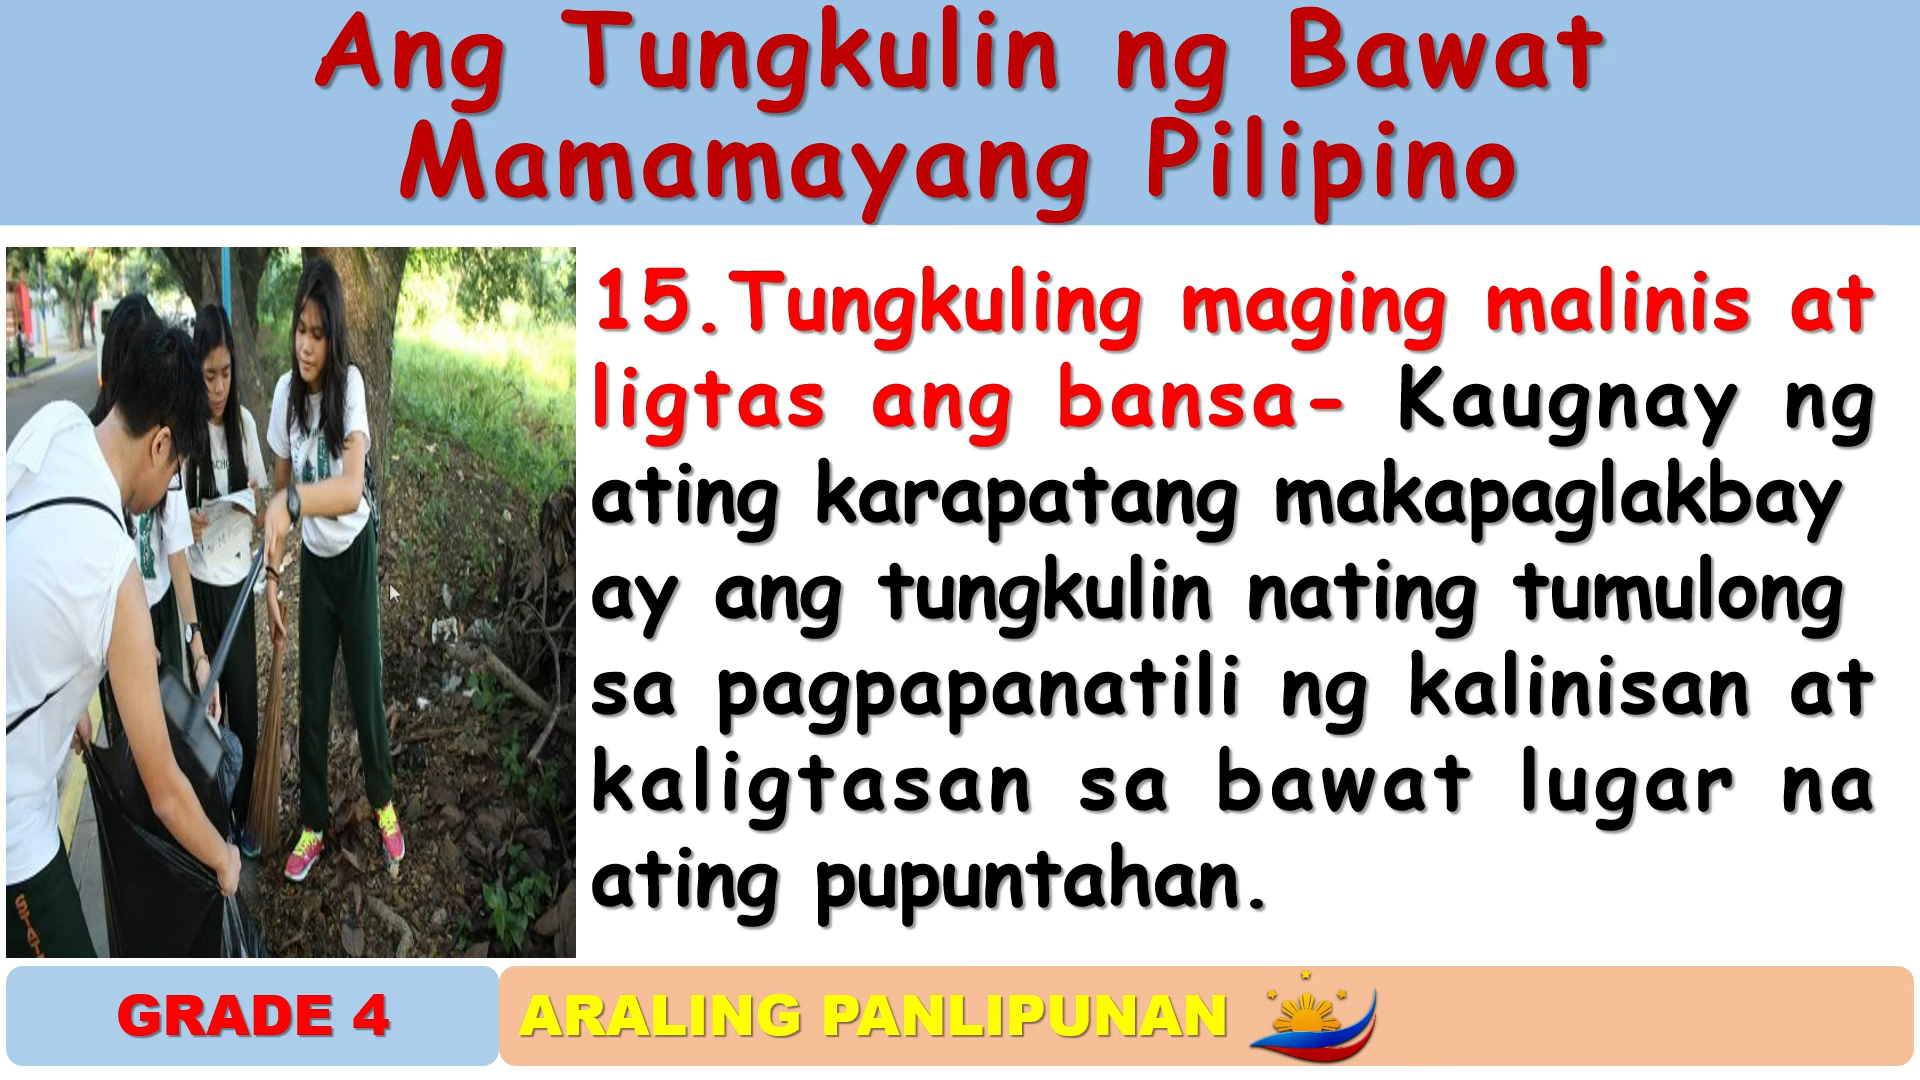 Ang Tungkulin ng Bawat
Mamamayang Pilipino
15.Tungkuling maging malinis at
ligtas ang bansa- Kaugnay ng
ating karapatang makapaglakbay
ay ang tungkulin nating tumulong
sa pagpapanatili ng kalinisan at
kaligtasan sa bawat lugar na
ating pupuntahan.
GRADE 4
ARALING PANLIPUNAN